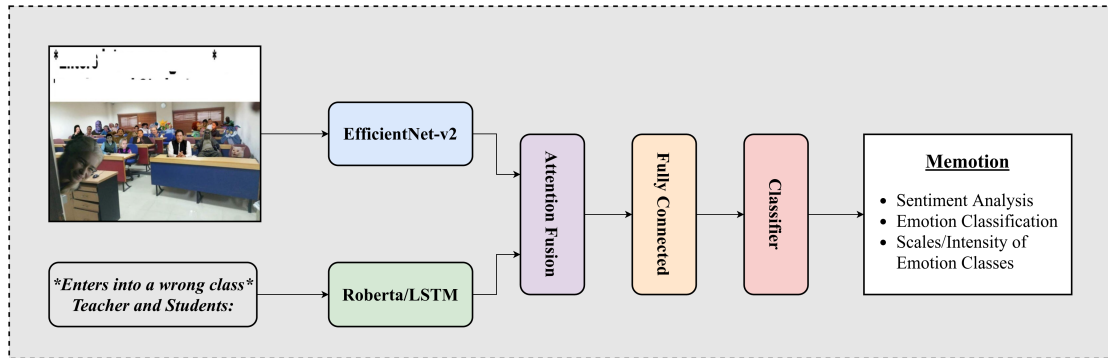 *Enters into a wrong class*
Teacher and Students:
EfficientNet-v2
Roberta/LSTM
Attention Fusion
Fully Connected
Classifier
Memotion
• Sentiment Analysis
• Emotion Classification
• Scales/Intensity of
Emotion Classes